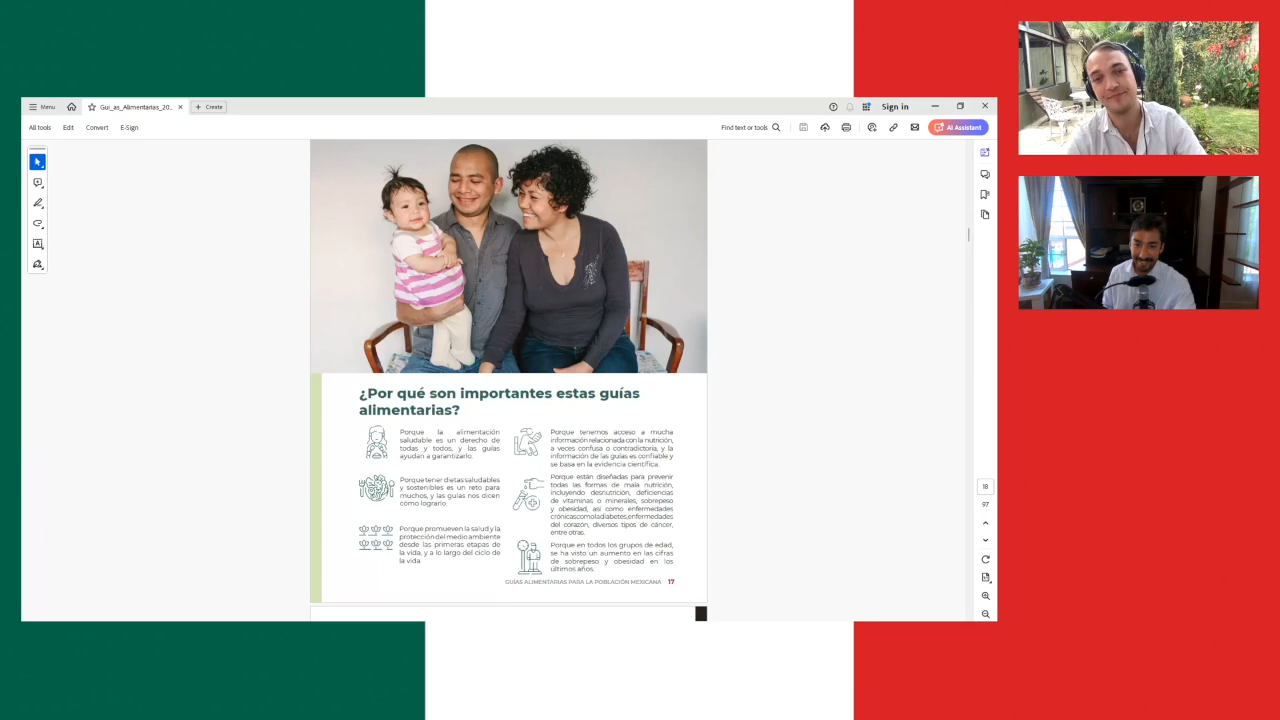 Menu
Gui_as_Alimentarias_20...
Create
Sign in
All tools
Edit
Convert
E-Sign
Find text or tools
AI Assistant
¿Por qué son importantes estas guías
alimentarias?
Porque la alimentación
saludable es un derecho de
todas y todos, y las guías
ayudan a garantizarlo.
Porque tener dietas saludables
y sostenibles es un reto para
muchos, y las guías nos dicen
cómo lograrlo.
Porque promueven la salud y la
protección del medio ambiente
desde las primeras etapas de
la vida, y a lo largo del ciclo de
la vida.
Porque tenemos acceso a mucha
información relacionada con la nutrición,
a veces confusa o contradictoria, y la
información de las guías es confiable y
se basa en la evidencia científica.
Porque están diseñadas para prevenir
todas las formas de mala nutrición,
incluyendo desnutrición, deficiencias
de vitaminas o minerales, sobrepeso
y obesidad, así como enfermedades
crónicas como la diabetes, enfermedades
del corazón, diversos tipos de cáncer,
entre otras.
Porque en todos los grupos de edad,
se ha visto un aumento en las cifras
de sobrepeso y obesidad en los
últimos años.
GUÍAS ALIMENTARIAS PARA LA POBLACIÓN MEXICANA 17
18
97